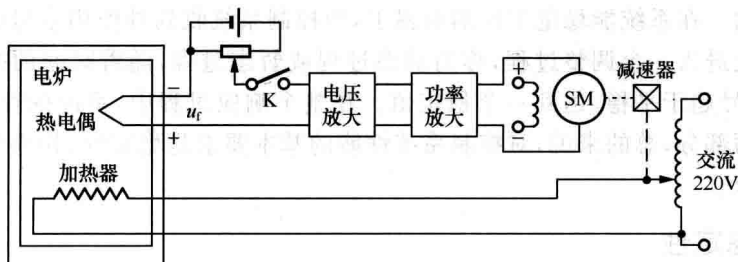 电炉
热电偶
− u_f +
加热器
K
电压
放大
功率
放大
+
−
SM
减速器
交流
220V